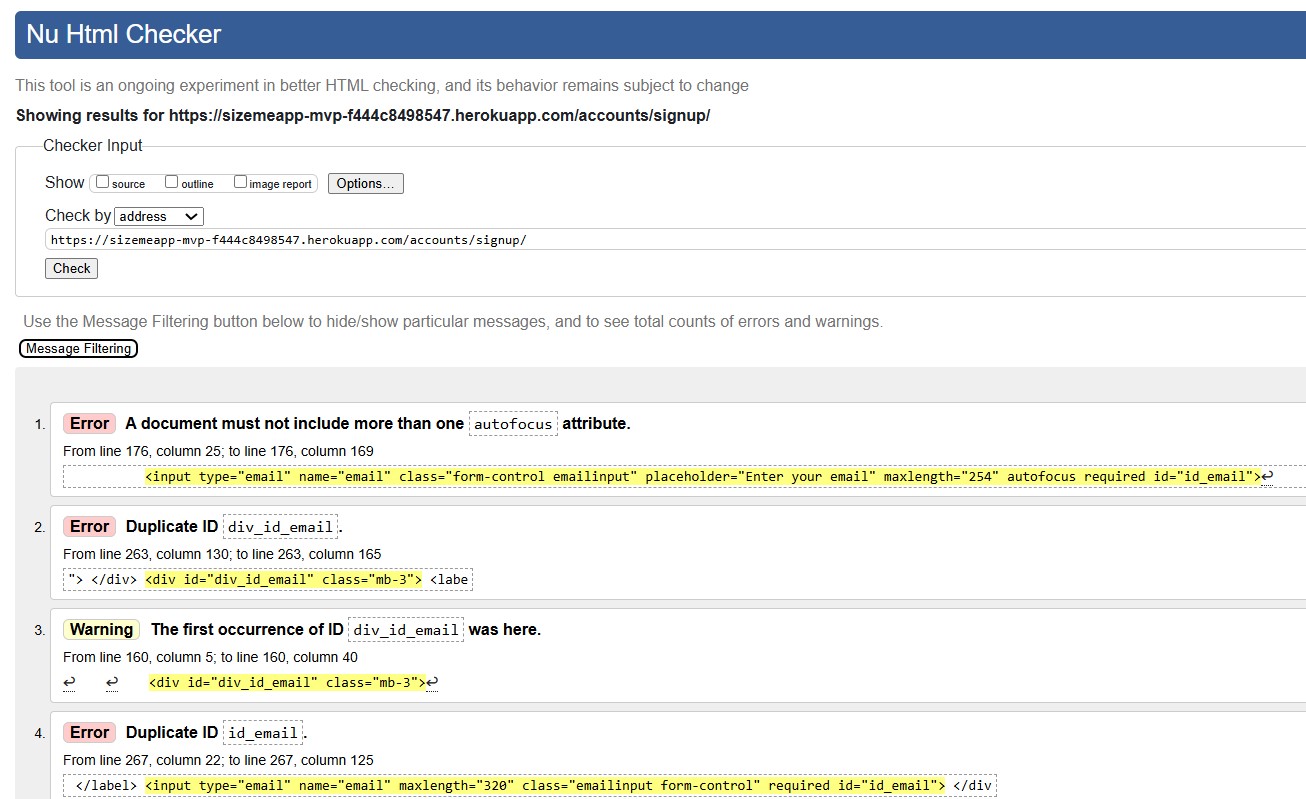 Nu Html Checker
This tool is an ongoing experiment in better HTML checking, and its behavior remains subject to change
Showing results for https://sizemeapp-mvp-f444c8498547.herokuapp.com/accounts/signup/
Checker Input
Show source outline image report Options...
Check by address
https://sizemeapp-mvp-f444c8498547.herokuapp.com/accounts/signup/
Check
Use the Message Filtering button below to hide/show particular messages, and to see total counts of errors and warnings.
Message Filtering
1. Error A document must not include more than one autofocus attribute.
From line 176, column 25; to line 176, column 169
<input type="email" name="email" class="form-control emailinput" placeholder="Enter your email" maxlength="254" autofocus required id="id_email">↩
2. Error Duplicate ID div_id_email.
From line 263, column 130; to line 263, column 165
"> </div> <div id="div_id_email" class="mb-3"> <labe
3. Warning The first occurrence of ID div_id_email was here.
From line 160, column 5; to line 160, column 40
↩ ↩ <div id="div_id_email" class="mb-3">↩
4. Error Duplicate ID id_email.
From line 267, column 22; to line 267, column 125
</label> <input type="email" name="email" maxlength="320" class="emailinput form-control" required id="id_email"> </div